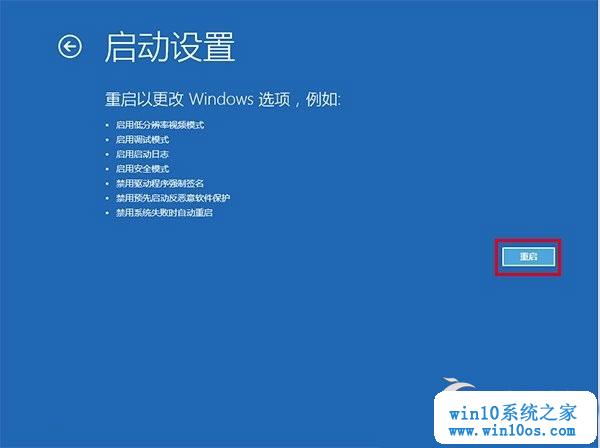 启动设置
重启以更改 Windows 选项，例如:
• 启用低分辨率视频模式
• 启用调试模式
• 启用启动日志
• 启用安全模式
• 禁用驱动程序强制签名
• 禁用预先启动反恶意软件保护
• 禁用系统失败时自动重启
重启
win10系统之家
www.win10os.com